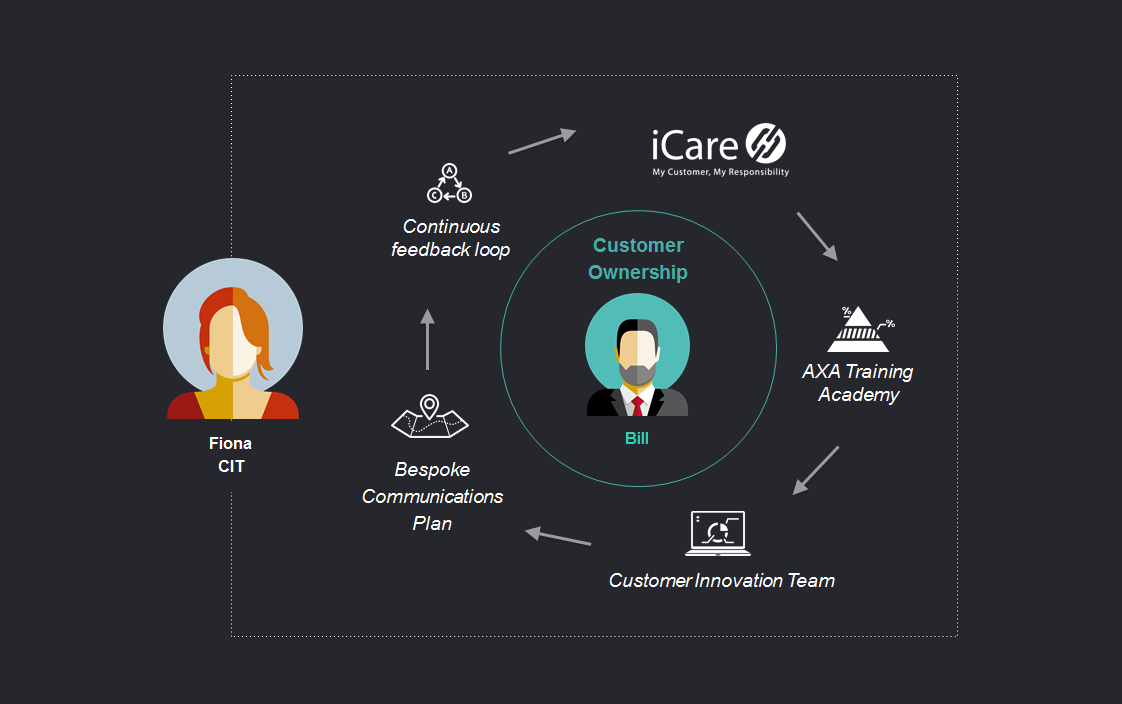 iCare
My Customer, My Responsibility
A
C
B
Continuous
feedback loop
Customer
Ownership
%
%
AXA Training
Academy
Fiona
CIT
Bill
Bespoke
Communications
Plan
Customer Innovation Team